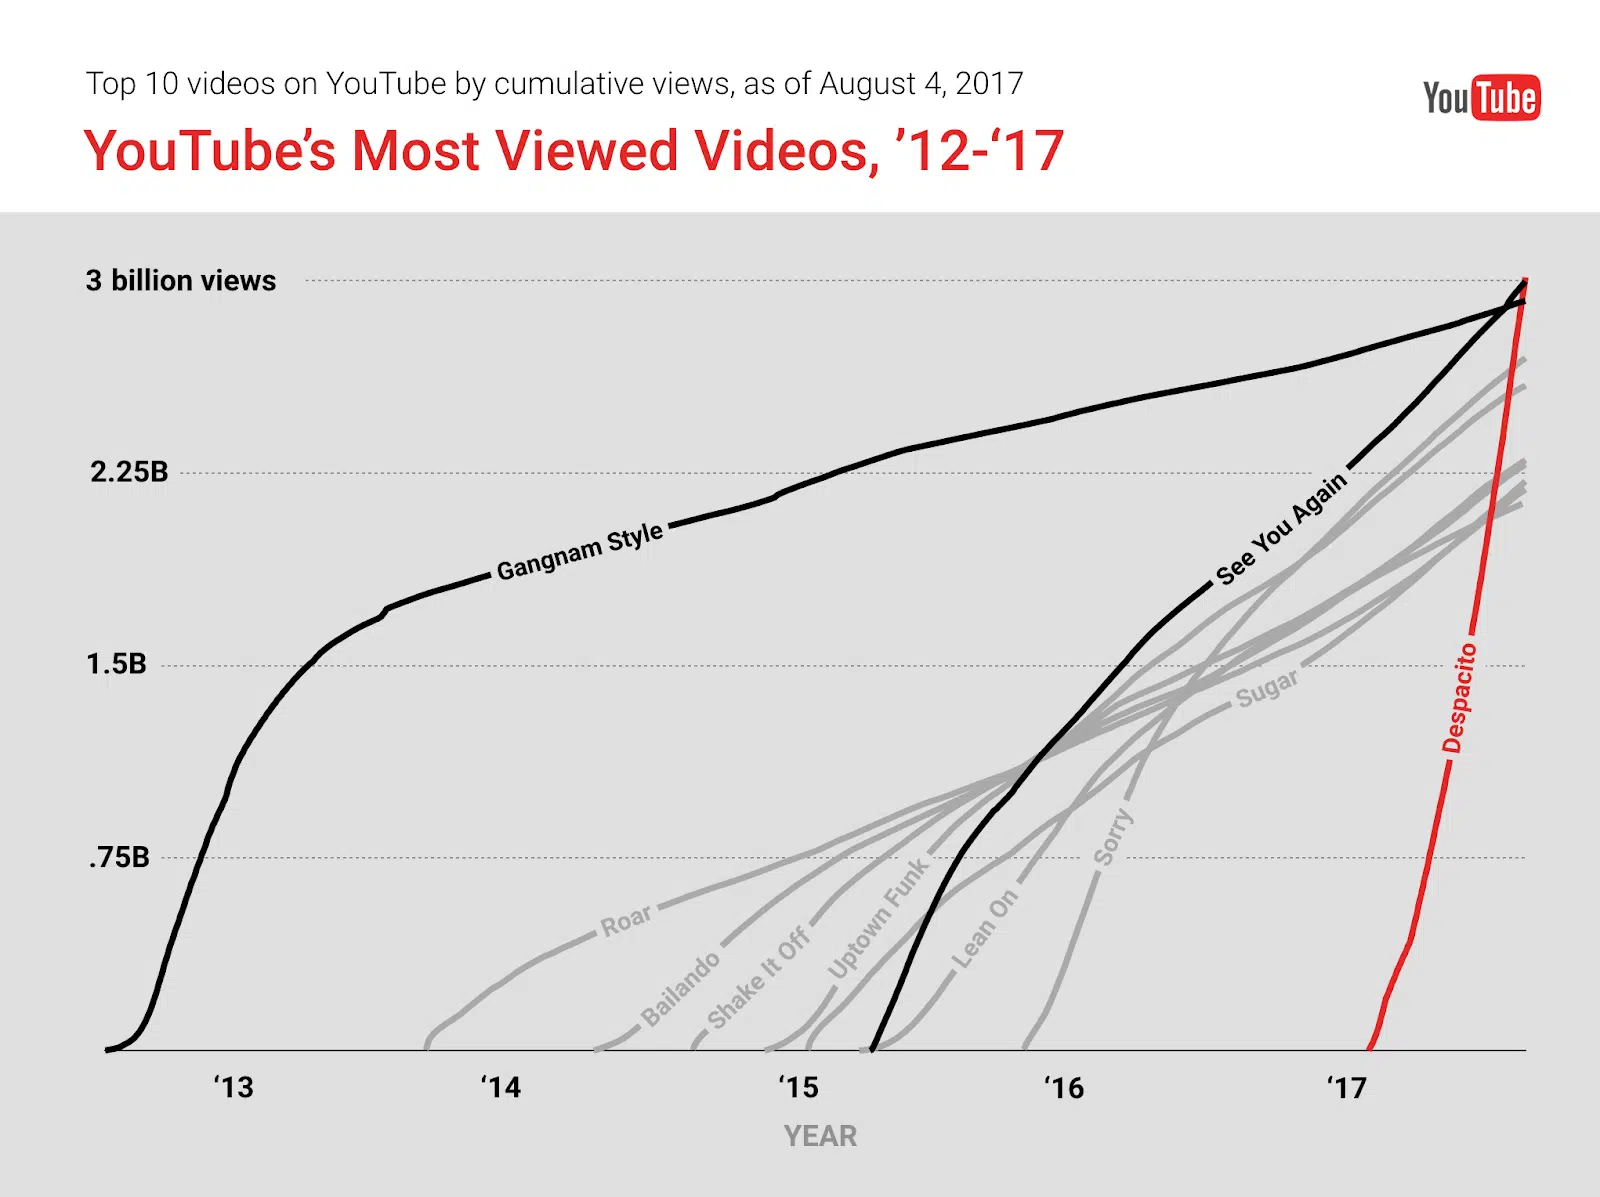 Top 10 videos on YouTube by cumulative views, as of August 4, 2017
YouTube
YouTube’s Most Viewed Videos, ’12-‘17
3 billion views
2.25B
1.5B
.75B
Gangnam Style
See You Again
Despacito
Sugar
Sorry
Roar
Bailando
Shake It Off
Uptown Funk
Lean On
‘13 ‘14 ‘15 ‘16 ‘17
YEAR